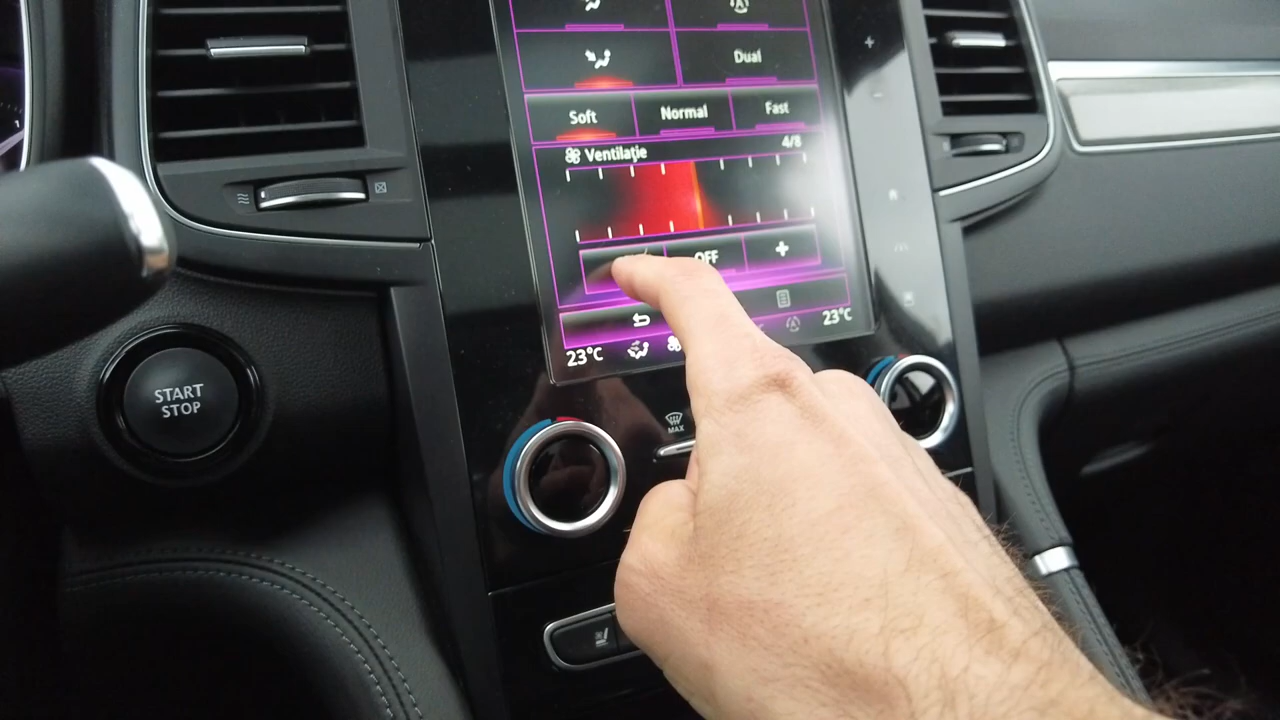 Dual
Soft Normal Fast
Ventilație 4/8
OFF +
23°C 23°C
START
STOP
MAX